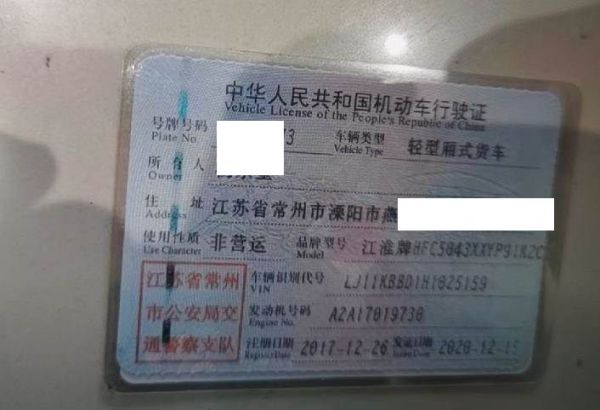 中华人民共和国机动车行驶证
Vehicle License of the People's Republic of China
号牌号码 Plate No. 车辆类型 Vehicle Type 轻型厢式货车
所有人 Owner
住址 Address 江苏省常州市溧阳市燕
使用性质 Use Character 非营运 品牌型号 Model 江淮牌
江苏省常州市公安局交通警察支队
车辆识别代号 VIN LJ11KBBD1H1625159
发动机号码 Engine No. A2A17019738
注册日期 Register Date 2017-12-26 发证日期 Issue Date 2020-12-15